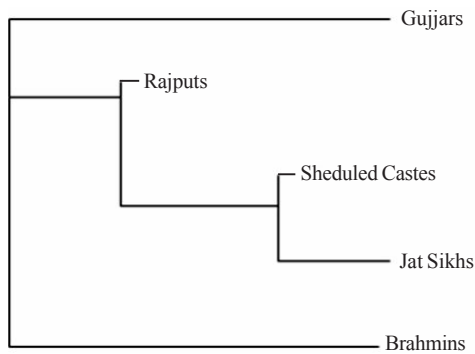 Gujjars
Rajputs
Sheduled Castes
Jat Sikhs
Brahmins